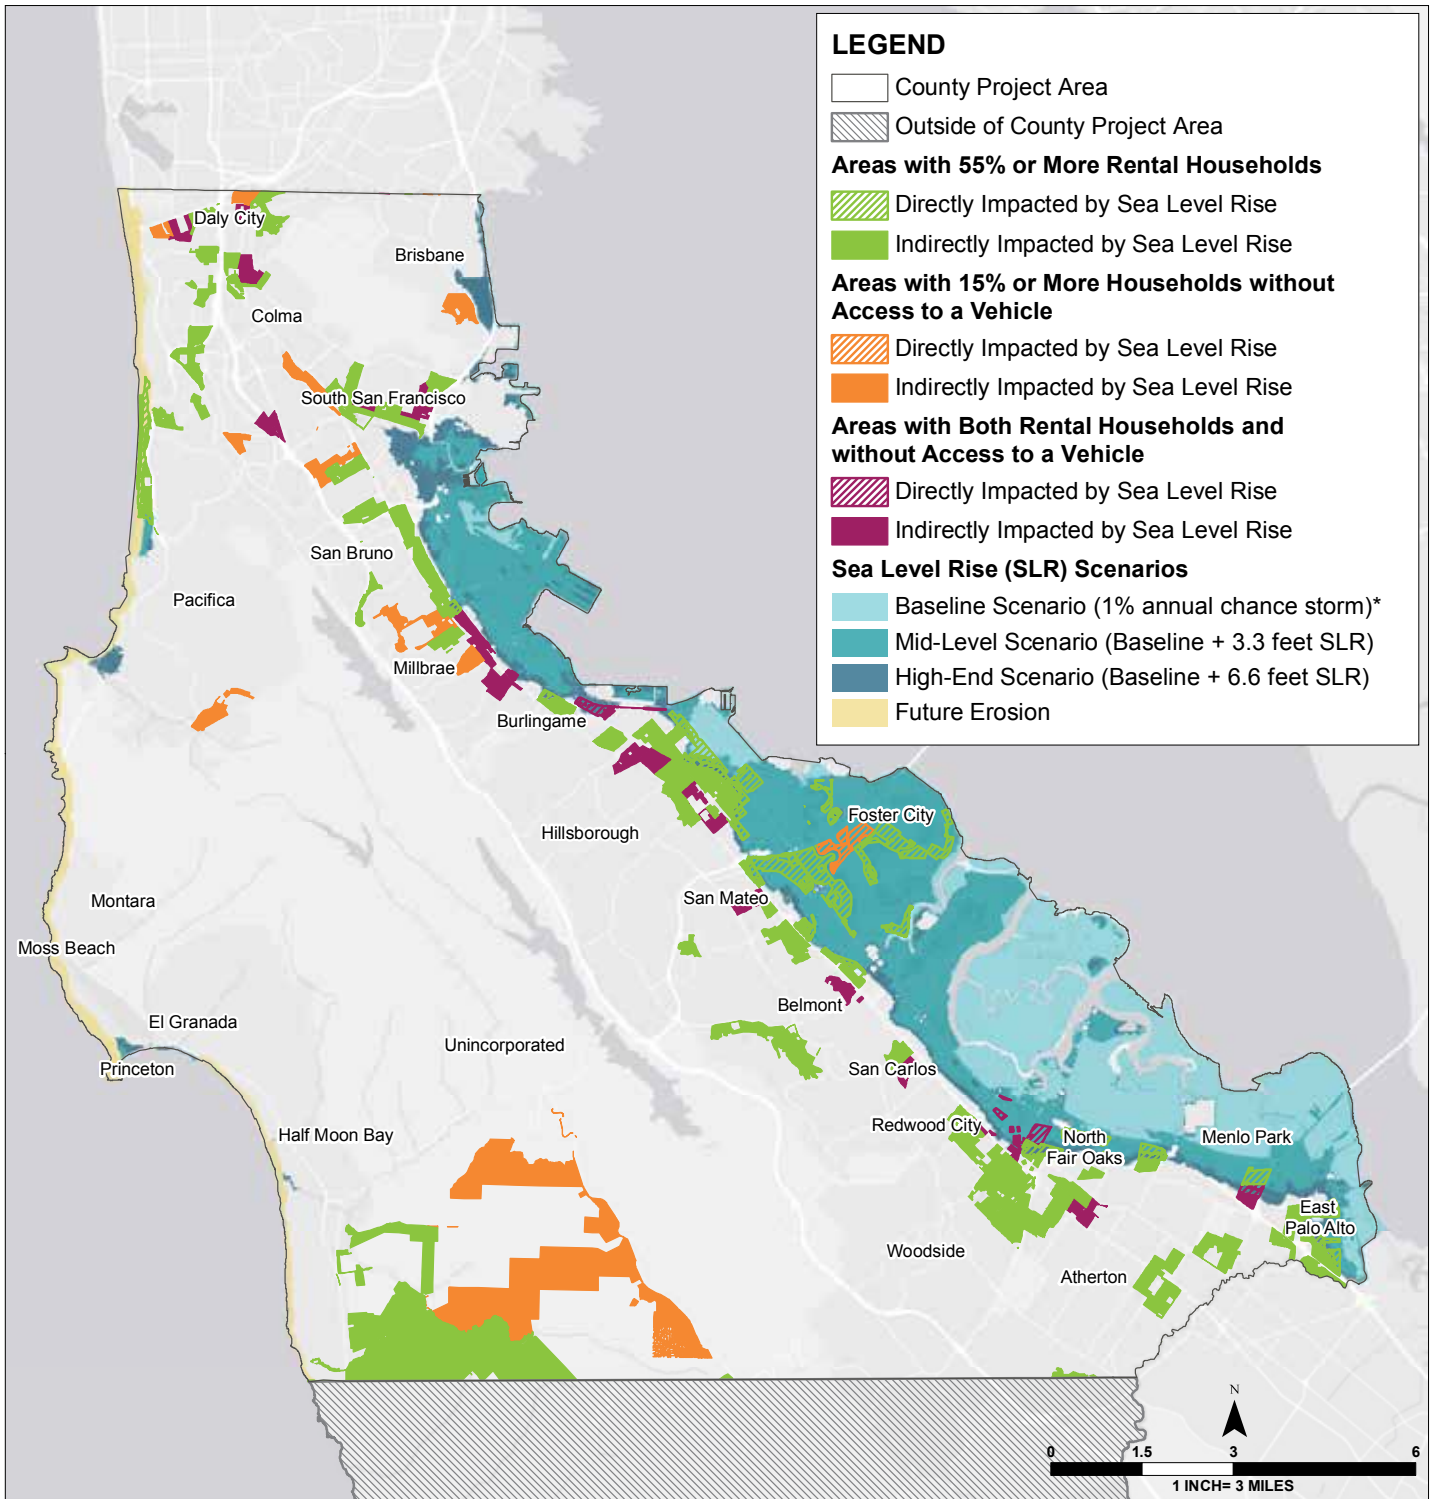 LEGEND
County Project Area
Outside of County Project Area
Areas with 55% or More Rental Households
Directly Impacted by Sea Level Rise
Indirectly Impacted by Sea Level Rise
Areas with 15% or More Households without
Access to a Vehicle
Directly Impacted by Sea Level Rise
Indirectly Impacted by Sea Level Rise
Areas with Both Rental Households and
without Access to a Vehicle
Directly Impacted by Sea Level Rise
Indirectly Impacted by Sea Level Rise
Sea Level Rise (SLR) Scenarios
Baseline Scenario (1% annual chance storm)*
Mid-Level Scenario (Baseline + 3.3 feet SLR)
High-End Scenario (Baseline + 6.6 feet SLR)
Future Erosion
Daly City
Brisbane
Colma
South San Francisco
San Bruno
Pacifica
Millbrae
Burlingame
Hillsborough
Foster City
San Mateo
Montara
Moss Beach
Belmont
El Granada
Unincorporated
Princeton
San Carlos
Half Moon Bay
Redwood City
North
Fair Oaks
Menlo Park
East
Palo Alto
Woodside
Atherton
N
0 1.5 3 6
1 INCH= 3 MILES